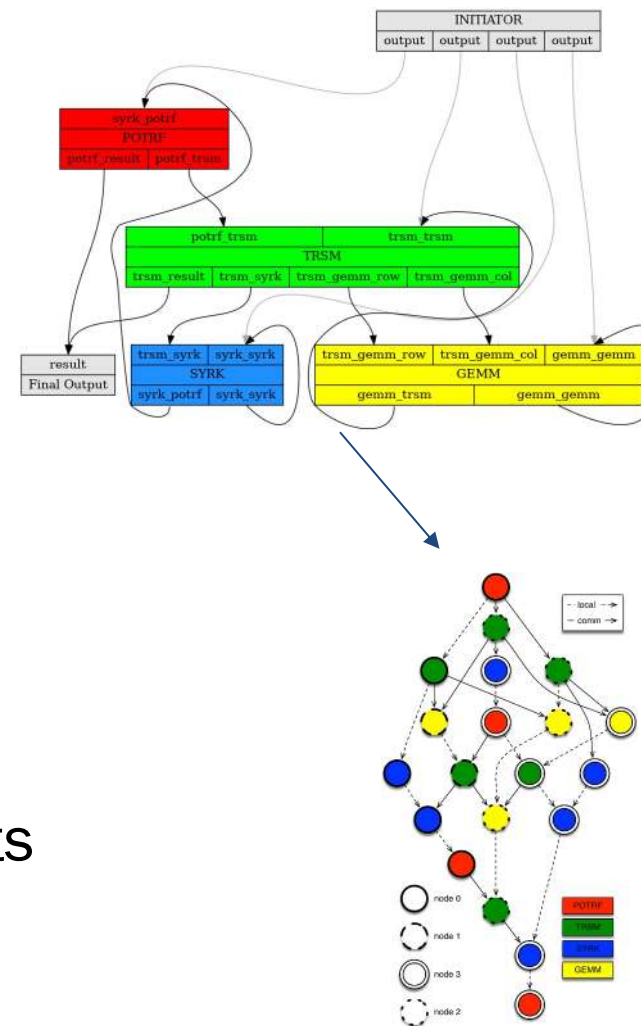 INITIATOR
output output output output
syrk_potrf
POTRF
potrf_result potrf_trsm
potrf_trsm trsm_trsm
TRSM
trsm_result trsm_syrk trsm_gemm_row trsm_gemm_col
result
Final Output
trsm_syrk syrk_syrk
SYRK
syrk_potrf syrk_syrk
trsm_gemm_row trsm_gemm_col gemm_gemm
GEMM
gemm_trsm gemm_gemm
local
comm
ts
node 0
node 1
node 3
node 2
POTRF
TRSM
SYRK
GEMM